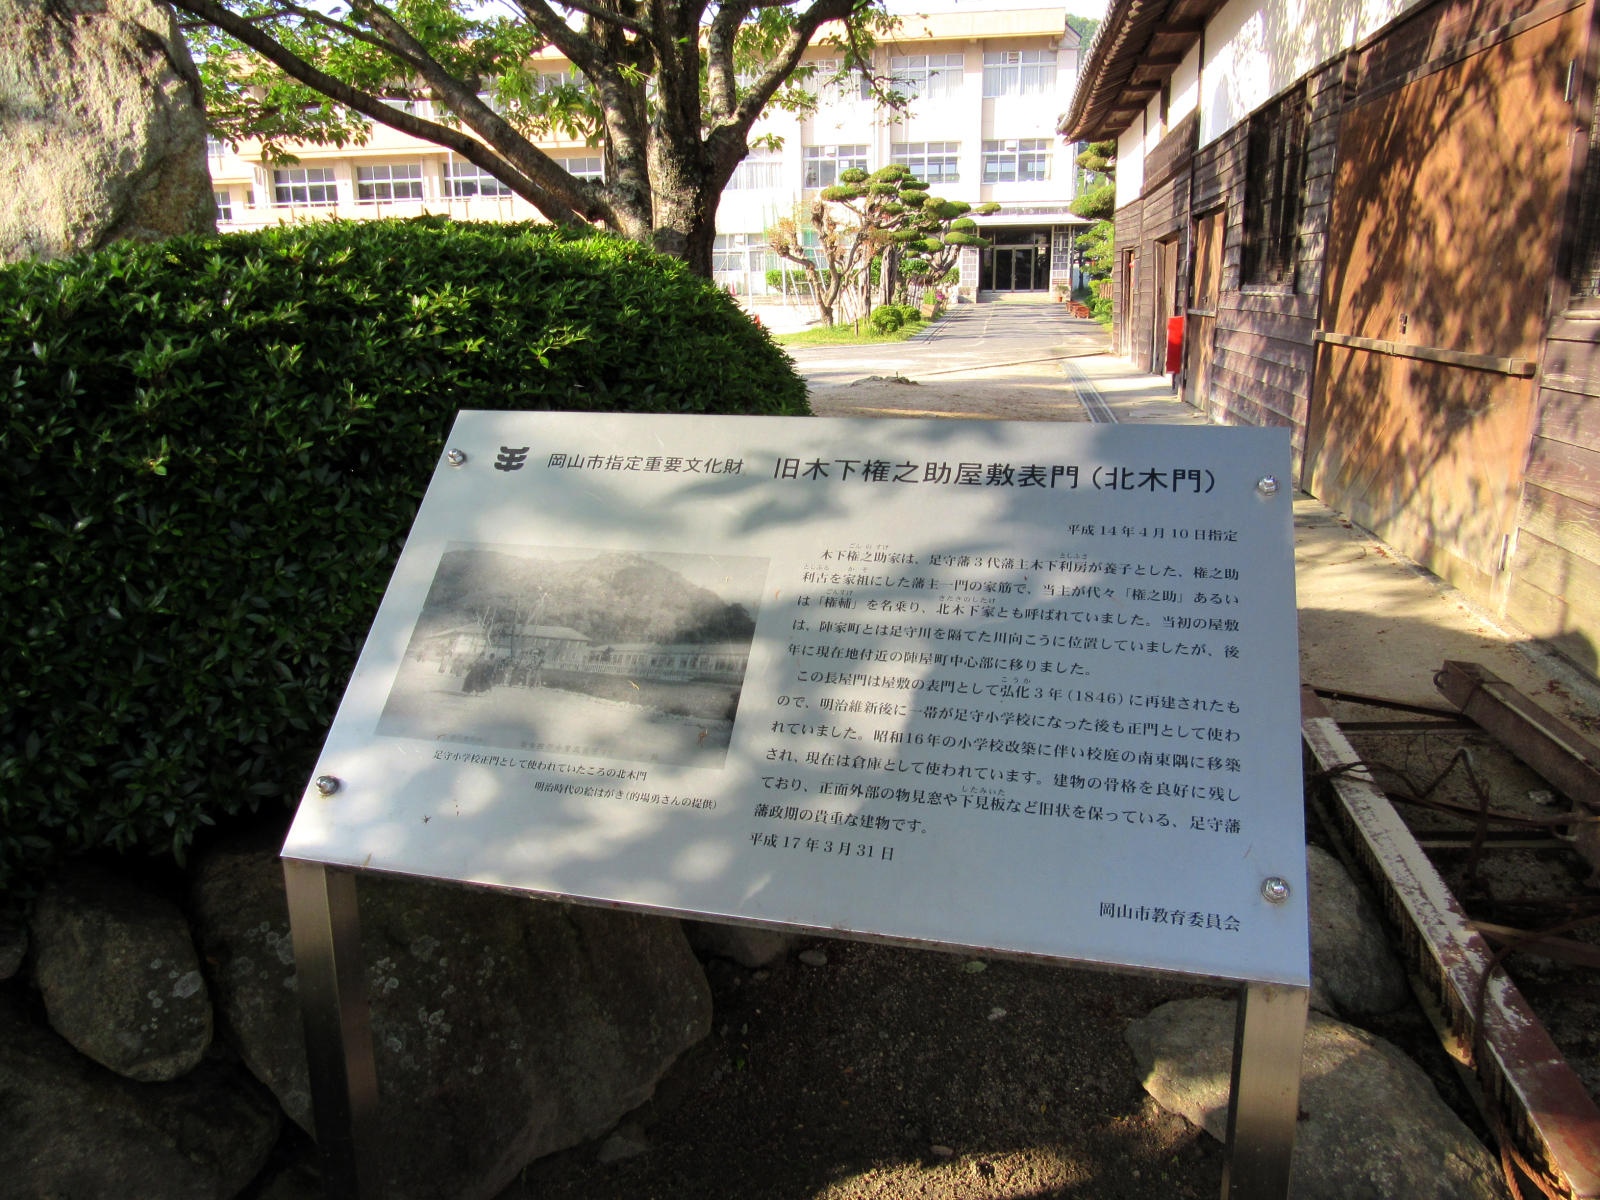 岡山市指定重要文化財 旧木下権之助屋敷表門(北木門)
平成14年4月10日指定
木下権之助家は、足守藩3代藩主木下利房が養子とした、権之助
利古を家祖にした藩主一門の家筋で、当主が代々「権之助」あるい
は「権輔」を名乗り、北木下家とも呼ばれていました。当初の屋敷
は、陣家町とは足守川を隔てた川向こうに位置していましたが、後
年に現在地付近の陣屋町中心部に移りました。
この長屋門は屋敷の表門として弘化3年(1846)に再建されたも
ので、明治維新後に一帯が足守小学校になった後も正門として使わ
れていました。昭和16年の小学校改築に伴い校庭の南東隅に移築
され、現在は倉庫として使われています。建物の骨格を良好に残し
ており、正面外部の物見窓や下見板など旧状を保っている、足守藩
藩政期の貴重な建物です。
平成17年3月31日
岡山市教育委員会
足守小学校正門として使われていたころの北木門
明治時代の絵はがき(的場勇さんの提供)